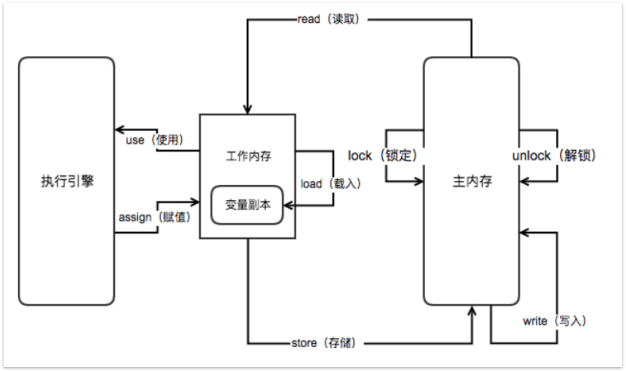 read（读取）
use（使用）
工作内存
lock（锁定）
unlock（解锁）
执行引擎
load（载入）
主内存
变量副本
assign（赋值）
write（写入）
store（存储）